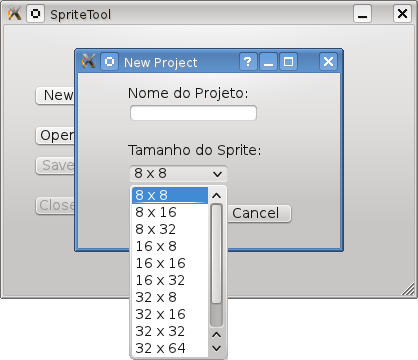 SpriteTool
New Project
New
Open
Save
Close
Nome do Projeto:
Tamanho do Sprite:
8 x 8
8 x 8
8 x 16
8 x 32
16 x 8
16 x 16
16 x 32
32 x 8
32 x 16
32 x 32
32 x 64
Cancel